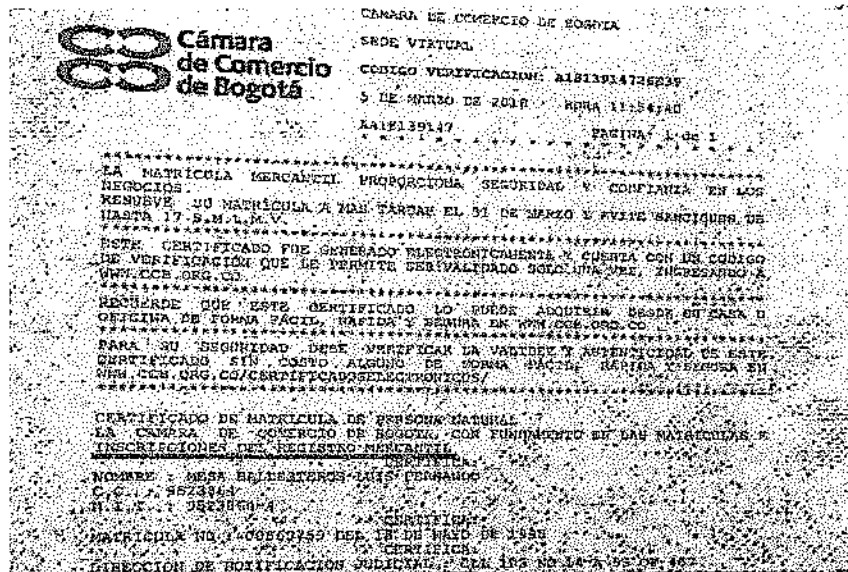 Cámara
de Comercio
de Bogotá
CAMARA DE COMERCIO DE BOGOTA
SEDE VIRTUAL
CODIGO VERIFICACION:
5 DE MARZO DE 2018 HORA 11:54:40
AA18139147 PAGINA: 1 de 1
LA MATRICULA MERCANTIL PROPORCIONA SEGURIDAD Y CONFIANZA EN LOS
NEGOCIOS.
RENUEVE SU MATRICULA A MAS TARDAR EL 31 DE MARZO Y EVITE SANCIONES DE
HASTA 17 S.M.L.M.V.
ESTE CERTIFICADO FUE GENERADO ELECTRONICAMENTE Y CUENTA CON UN CODIGO
DE VERIFICACION QUE LE PERMITE SER VALIDADO SOLO UNA VEZ, INGRESANDO A
WWW.CCB.ORG.CO
RECUERDE QUE ESTE CERTIFICADO LO PUEDE ADQUIRIR DESDE SU CASA U
OFICINA DE FORMA FACIL, RAPIDA Y SEGURA EN WWW.CCB.ORG.CO
PARA SU SEGURIDAD DEBE VERIFICAR LA VALIDEZ Y AUTENTICIDAD DE ESTE
CERTIFICADO SIN COSTO ALGUNO DE FORMA FACIL, RAPIDA Y SEGURA EN
WWW.CCB.ORG.CO/CERTIFICADOSELECTRONICOS/
CERTIFICADO DE MATRICULA DE PERSONA NATURAL
LA CAMARA DE COMERCIO DE BOGOTA, CON FUNDAMENTO EN LAS MATRICULAS E
INSCRIPCIONES DEL REGISTRO MERCANTIL
CERTIFICA:
NOMBRE : MESA BALLESTEROS LUIS FERNANDO
C.C. :
N.I.T. :
CERTIFICA:
MATRICULA NO : DEL 18 DE MAYO DE
CERTIFICA:
DIRECCION DE NOTIFICACION JUDICIAL :